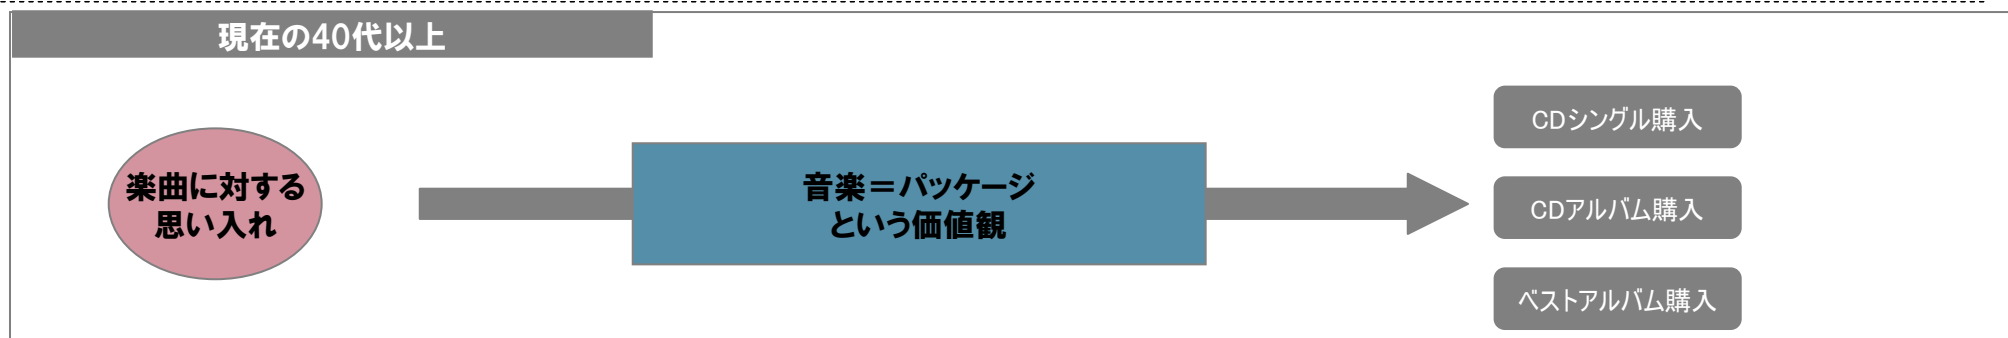 現在の40代以上
楽曲に対する
思い入れ
音楽＝パッケージ
という価値観
CDシングル購入
CDアルバム購入
ベストアルバム購入